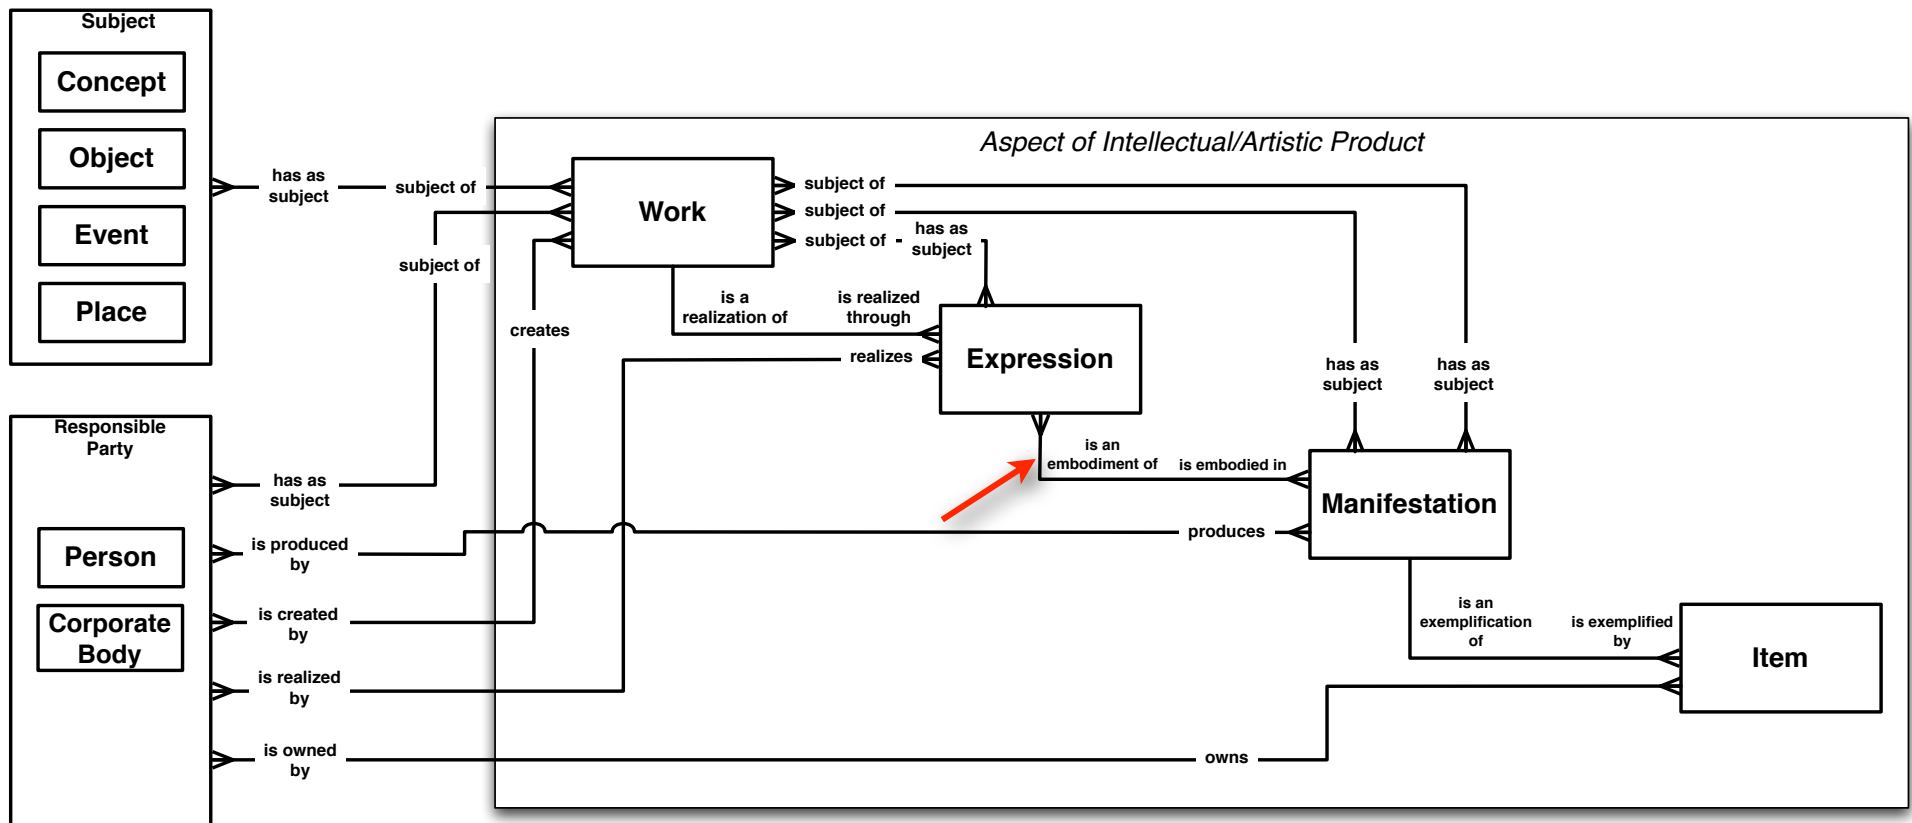 Subject
Concept
Object
Event
Place
has as
subject
subject of
subject of
creates
Responsible
Party
has as
subject
Person
is produced
by
Corporate
Body
is created
by
is realized
by
is owned
by
Aspect of Intellectual/Artistic Product
Work
subject of
subject of
subject of
has as
subject
is a
realization of
is realized
through
realizes
Expression
has as
subject
has as
subject
is an
embodiment of
is embodied in
Manifestation
produces
is an
exemplification
of
is exemplified
by
Item
owns